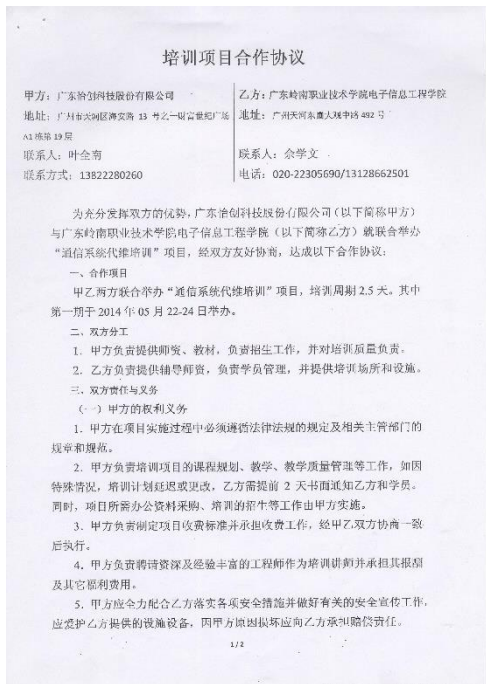 培训项目合作协议
甲方：广东怡创科技股份有限公司
地址：广州市天河区海安路 13 号之一财富世纪广场
A1 栋第 19 层
联系人：叶全南
联系方式：13822280260
乙方：广东岭南职业技术学院电子信息工程学院
地址：广州天河东圃大观中路 492 号
联系人：佘学文
电话：020-22305690/13128662501
为充分发挥双方的优势，广东怡创科技股份有限公司（以下简称甲方）
与广东岭南职业技术学院电子信息工程学院（以下简称乙方）就联合举办
“通信系统代维培训”项目，经双方友好协商，达成以下合作协议：
一、合作项目
甲乙两方联合举办“通信系统代维培训”项目，培训周期 2.5 天。其中
第一期于 2014 年 05 月 22-24 日举办。
二、双方分工
1．甲方负责提供师资、教材，负责招生工作，并对培训质量负责。
2．乙方负责提供辅导师资，负责学员管理，并提供培训场所和设施。
三、双方责任与义务
（一）甲方的权利义务
1．甲方在项目实施过程中必须遵循法律法规的规定及相关主管部门的
规章和规范。
2．甲方负责培训项目的课程规划、教学、教学质量管理等工作，如因
特殊情况，培训计划延迟或更改，乙方需提前 2 天书面通知乙方和学员。
同时，项目所需办公资料采购、培训的招生等工作由甲方实施。
3．甲方负责制定项目收费标准并承担收费工作，经甲乙双方协商一致
后执行。
4．甲方负责聘请资深及经验丰富的工程师作为培训讲师并承担其报酬
及其它福利费用。
5．甲方应全力配合乙方落实各项安全措施并做好有关的安全宣传工作，
应爱护乙方提供的设施设备，因甲方原因损坏应向乙方承担赔偿责任。
1 / 2